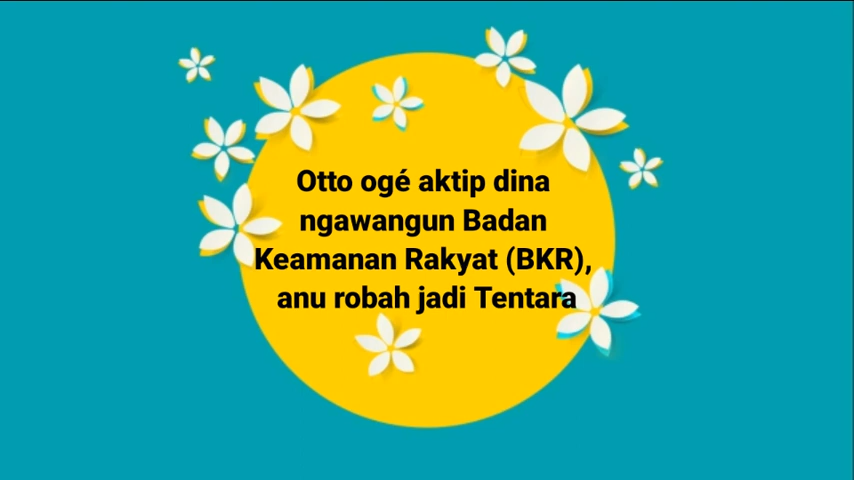 Otto ogé aktip dina
ngawangun Badan
Keamanan Rakyat (BKR),
anu robah jadi Tentara